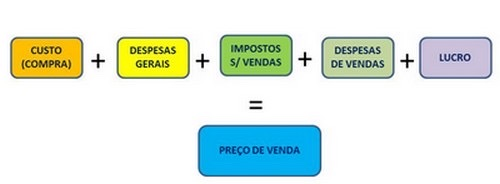 CUSTO
(COMPRA)
+
DESPESAS
GERAIS
+
IMPOSTOS
S/ VENDAS
+
DESPESAS
DE VENDAS
+
LUCRO
=
PREÇO DE VENDA